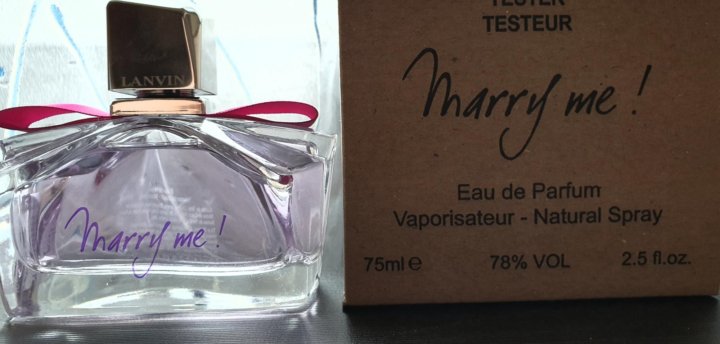 LANVIN
Marry me!
TESTER
TESTEUR
Marry me!
Eau de Parfum
Vaporisateur - Natural Spray
75ml e 78% VOL 2.5 fl.oz.